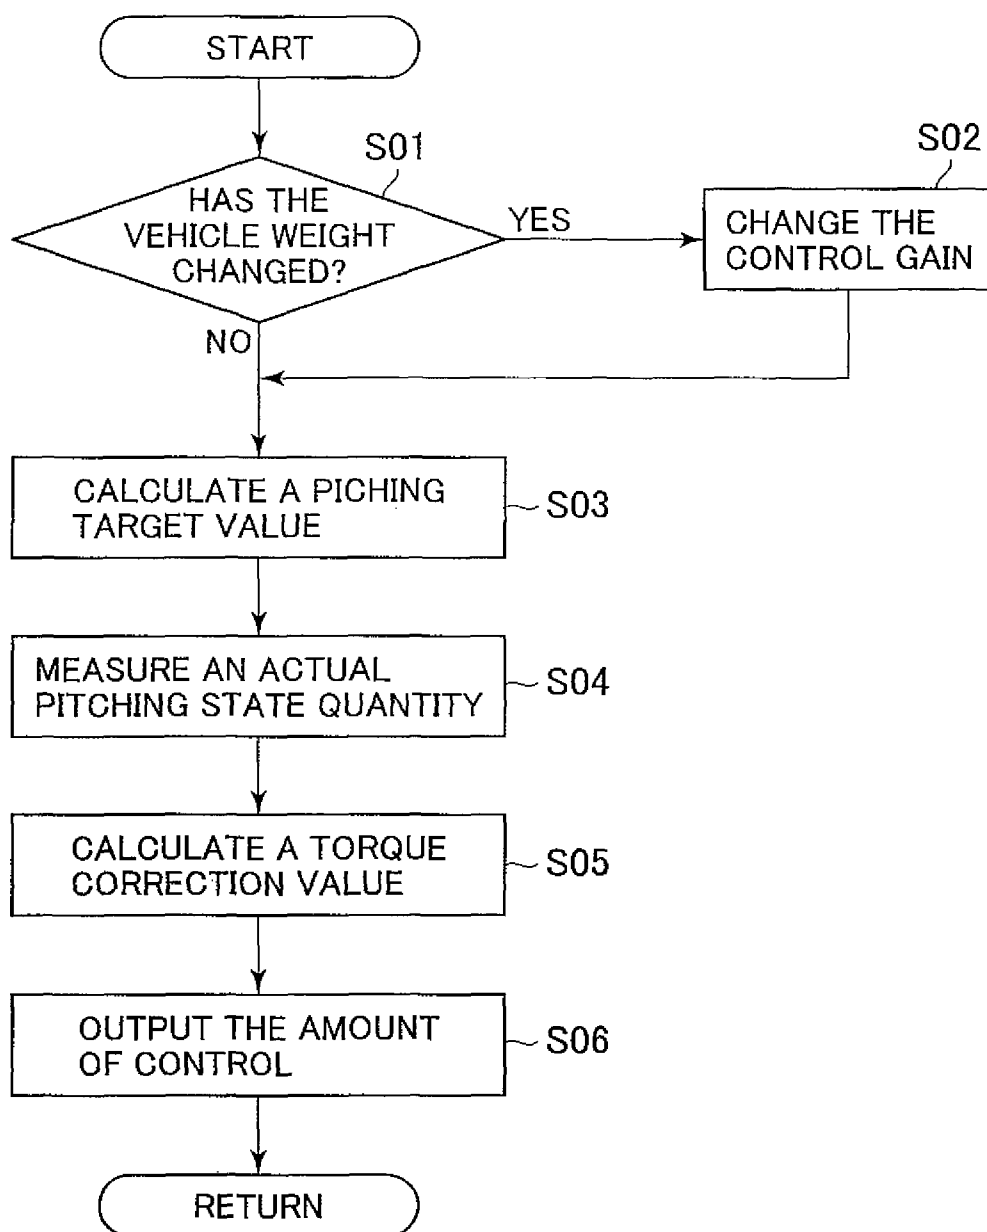 START
S01
HAS THE
VEHICLE WEIGHT
CHANGED?
YES
S02
CHANGE THE
CONTROL GAIN
NO
CALCULATE A PICHING
TARGET VALUE
S03
MEASURE AN ACTUAL
PITCHING STATE QUANTITY
S04
CALCULATE A TORQUE
CORRECTION VALUE
S05
OUTPUT THE AMOUNT
OF CONTROL
S06
RETURN